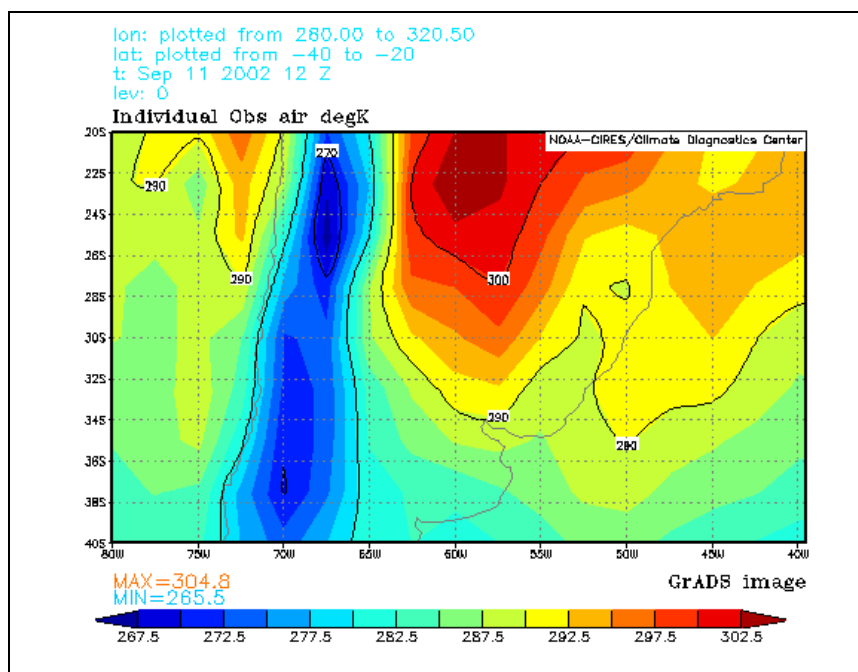 lon: plotted from 280.00 to 320.50
lat: plotted from -40 to -20
t: Sep 11 2002 12 Z
lev: 0
Individual Obs air degK
NOAA-CIRES/Climate Diagnostics Center
20S
22S
24S
26S
28S
30S
32S
34S
36S
38S
40S
270
290
290
300
290
290
80W
75W
70W
65W
60W
55W
50W
45W
40W
MAX=304.8
MIN=265.5
GrADS image
267.5 272.5 277.5 282.5 287.5 292.5 297.5 302.5